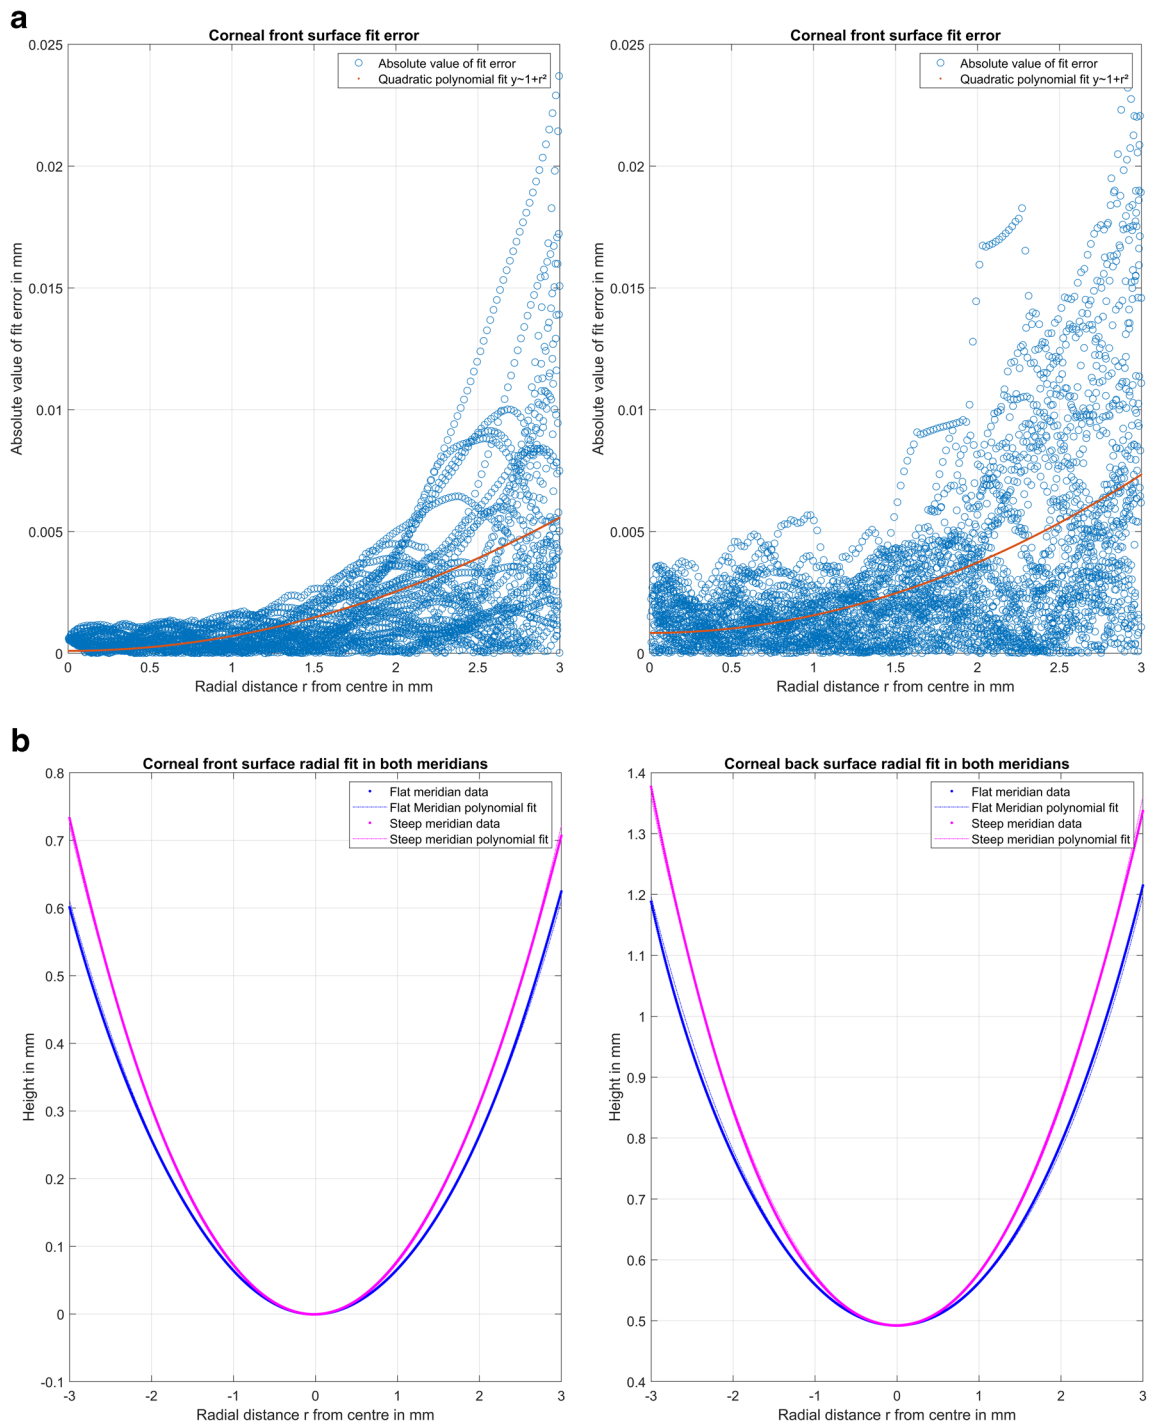 a
Corneal front surface fit error
Absolute value of fit error
Quadratic polynomial fit y~1+r²
Absolute value of fit error in mm
0.025
0.02
0.015
0.01
0.005
0
0 0.5 1 1.5 2 2.5 3
Radial distance r from centre in mm
Corneal front surface fit error
Absolute value of fit error
Quadratic polynomial fit y~1+r²
Absolute value of fit error in mm
0.025
0.02
0.015
0.01
0.005
0
0 0.5 1 1.5 2 2.5 3
Radial distance r from centre in mm
b
Corneal front surface radial fit in both meridians
Flat meridian data
Flat Meridian polynomial fit
Steep meridian data
Steep meridian polynomial fit
Height in mm
0.8
0.7
0.6
0.5
0.4
0.3
0.2
0.1
0
-0.1
-3 -2 -1 0 1 2 3
Radial distance r from centre in mm
Corneal back surface radial fit in both meridians
Flat meridian data
Flat Meridian polynomial fit
Steep meridian data
Steep meridian polynomial fit
Height in mm
1.4
1.3
1.2
1.1
1
0.9
0.8
0.7
0.6
0.5
0.4
-3 -2 -1 0 1 2 3
Radial distance r from centre in mm